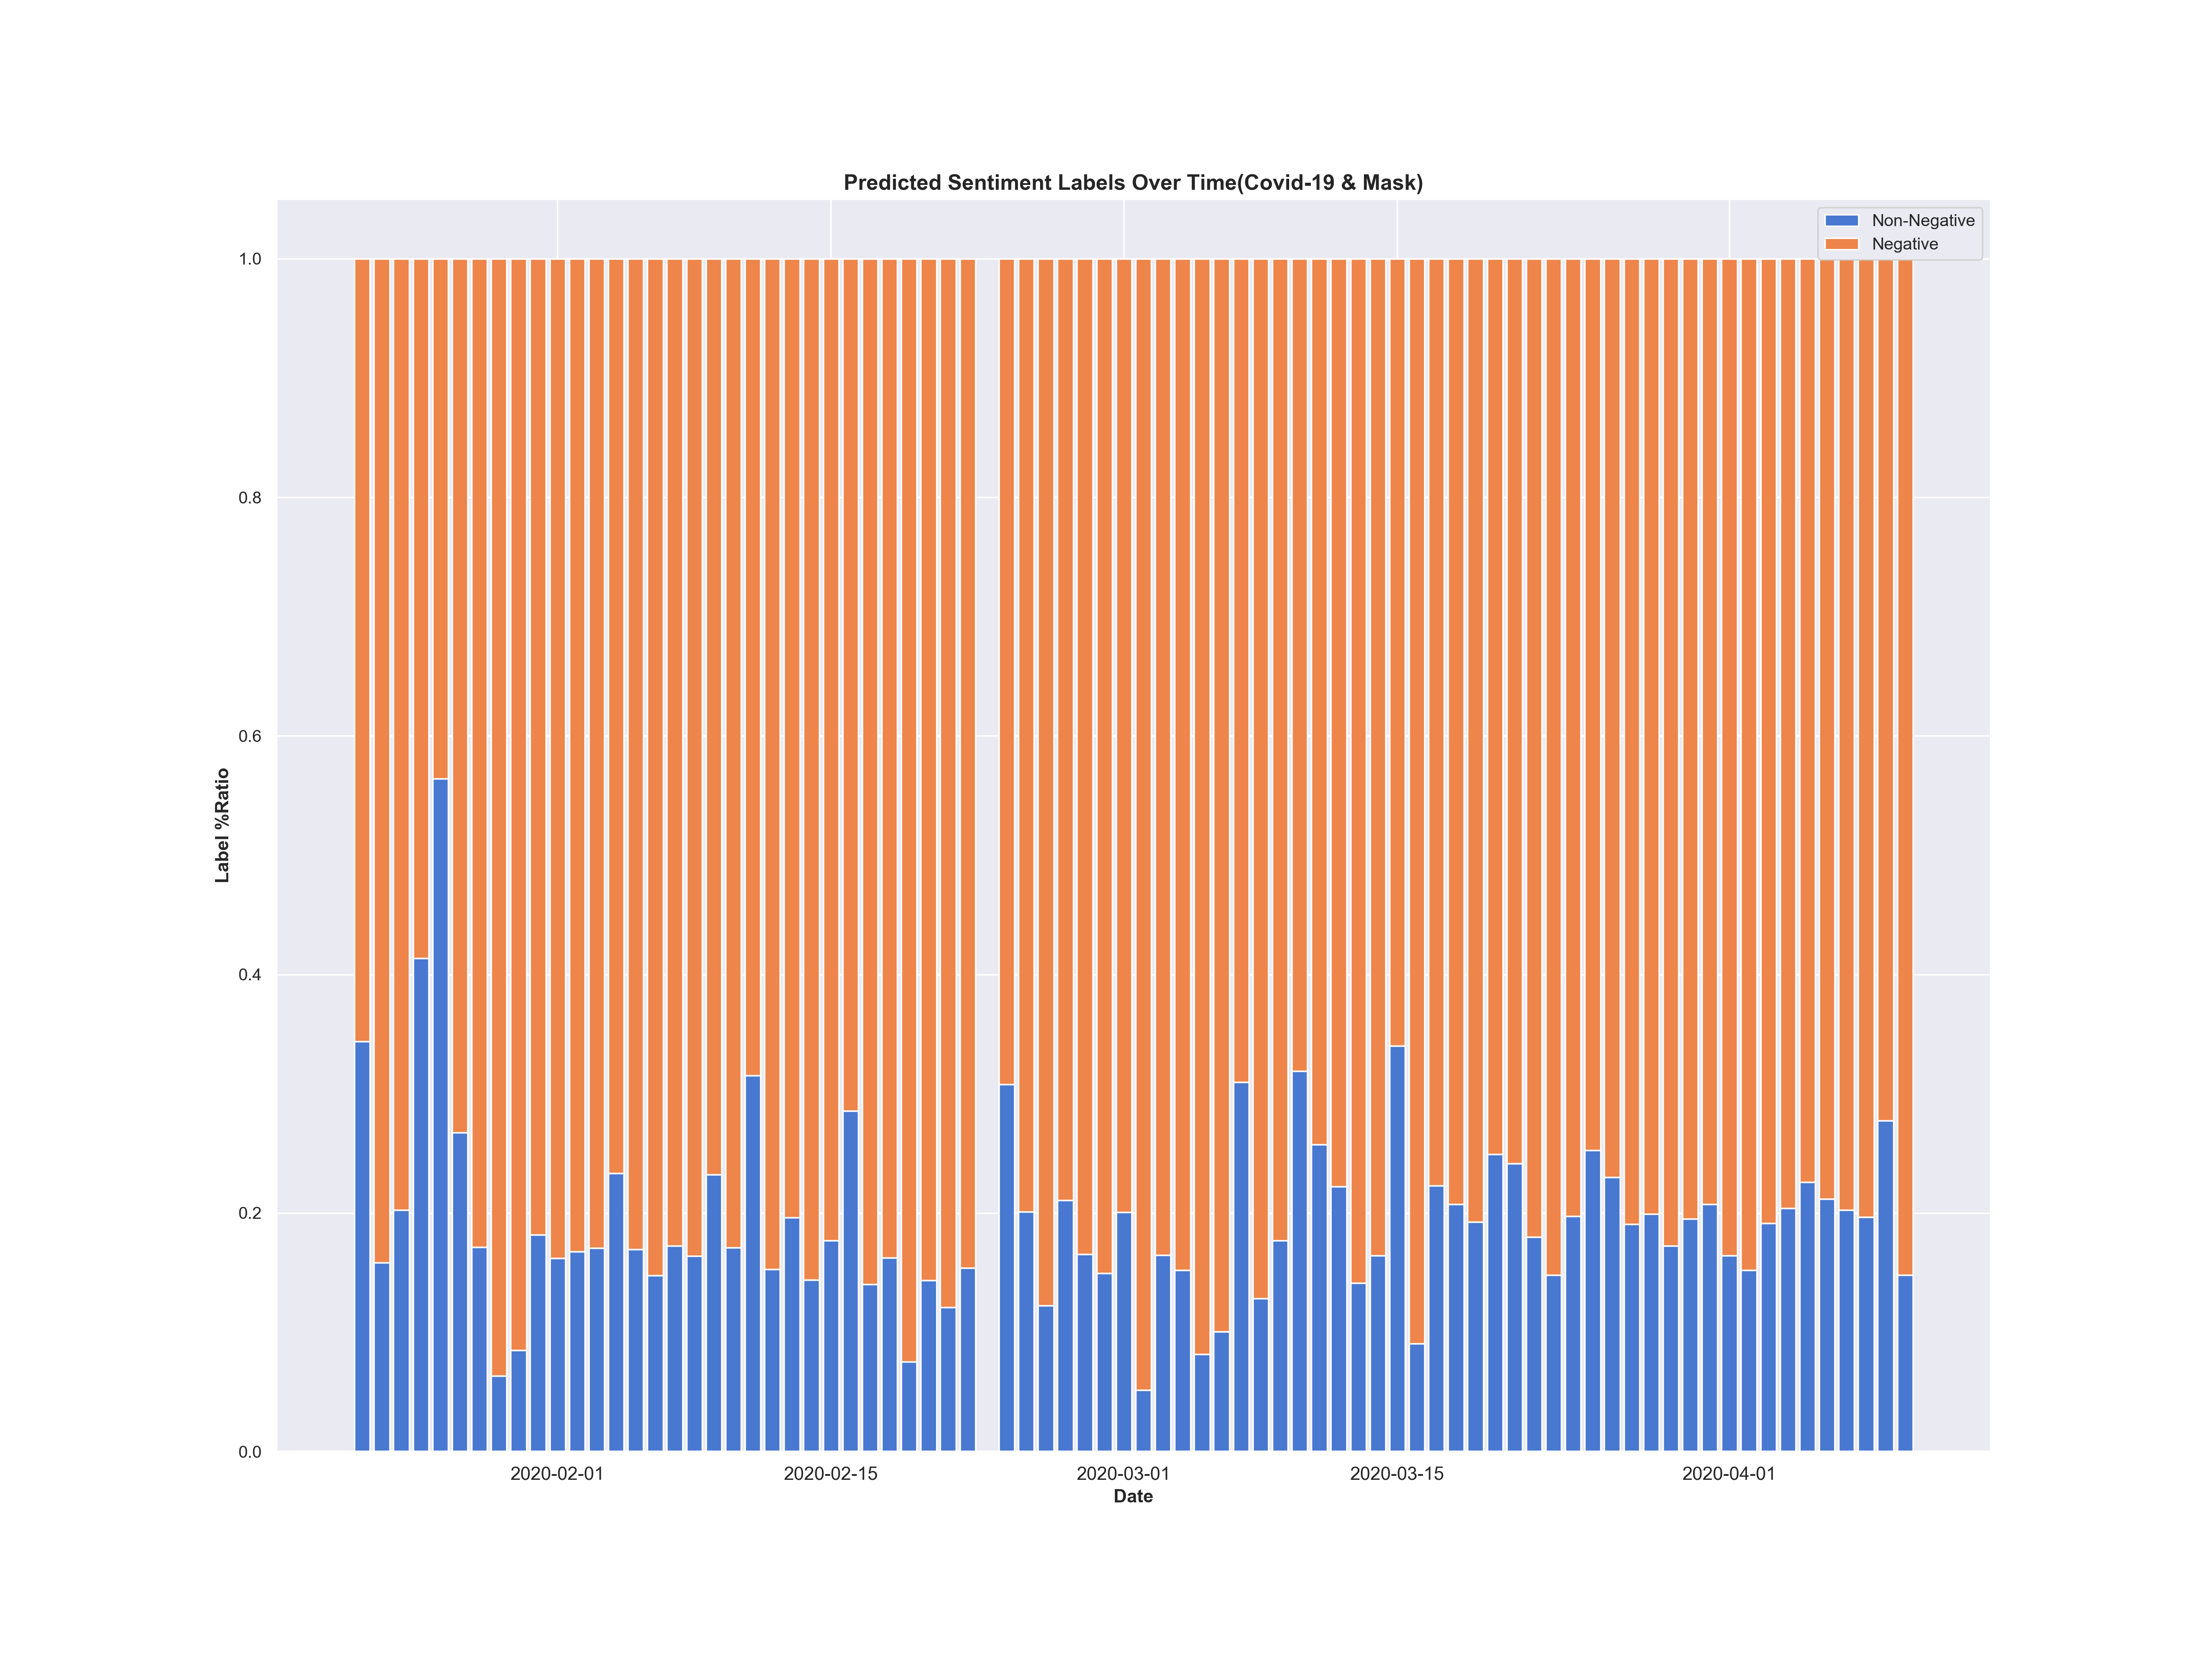 Predicted Sentiment Labels Over Time(Covid-19 & Mask)
Non-Negative
Negative
1.0
0.8
0.6
0.4
0.2
0.0
Label %Ratio
2020-02-01 2020-02-15 2020-03-01 2020-03-15 2020-04-01
Date